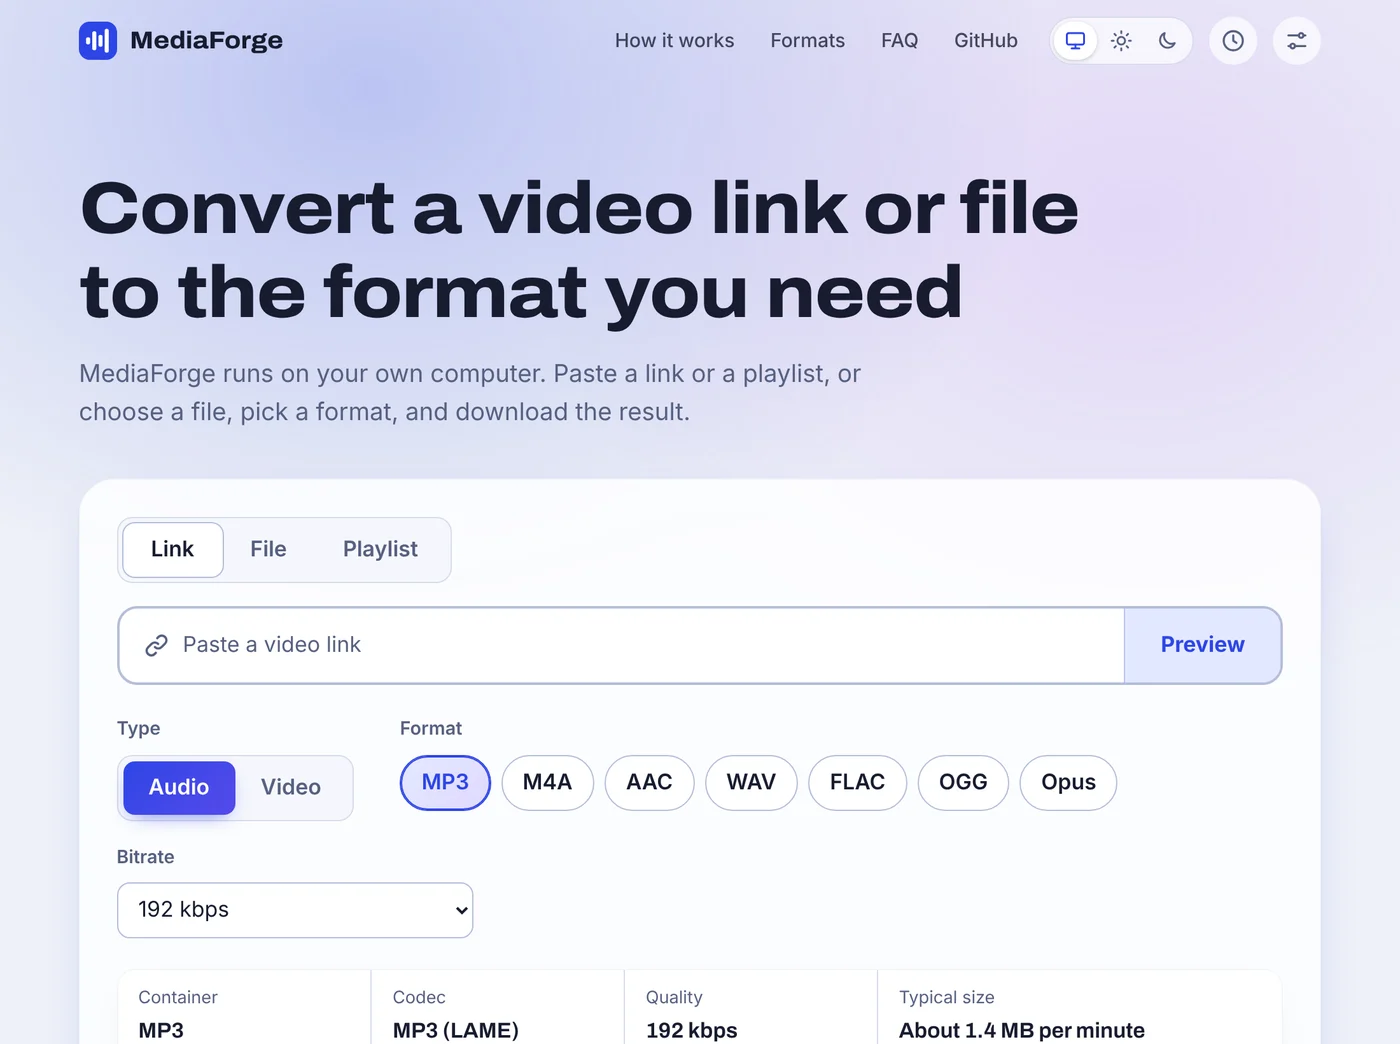 MediaForge
How it works
Formats
FAQ
GitHub
Convert a video link or file
to the format you need
MediaForge runs on your own computer. Paste a link or a playlist, or
choose a file, pick a format, and download the result.
Link
File
Playlist
Paste a video link
Preview
Type
Format
Audio
Video
MP3
M4A
AAC
WAV
FLAC
OGG
Opus
Bitrate
192 kbps
Container
MP3
Codec
MP3 (LAME)
Quality
192 kbps
Typical size
About 1.4 MB per minute